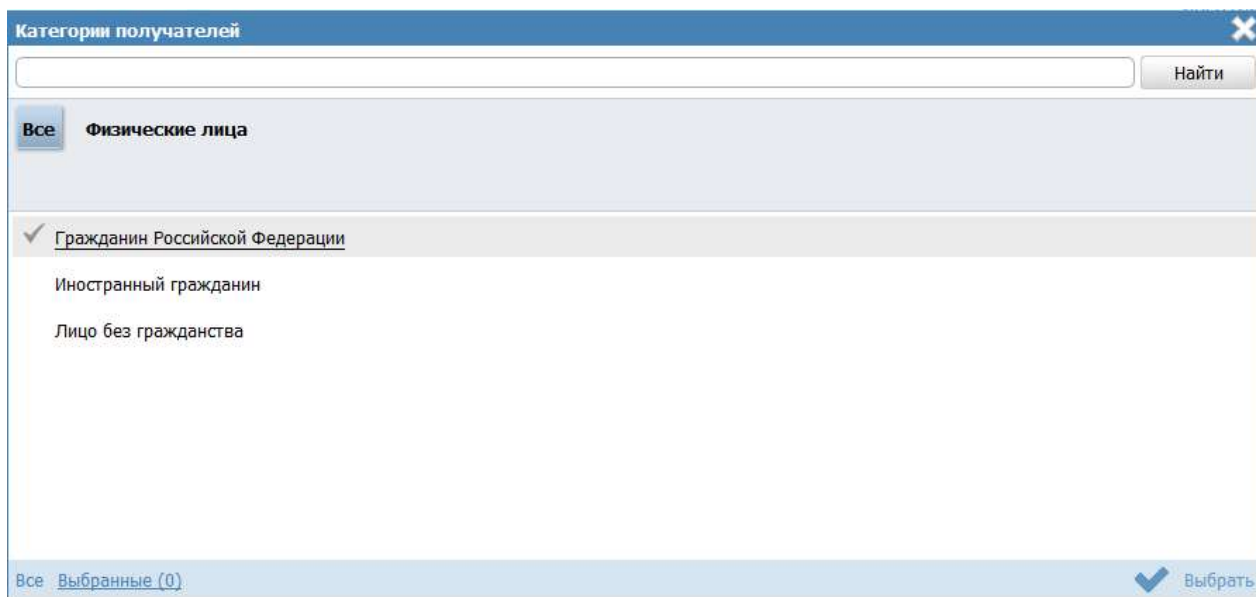 Категории получателей
Найти
Все Физические лица
Гражданин Российской Федерации
Иностранный гражданин
Лицо без гражданства
Все Выбранные (0) Выбрать